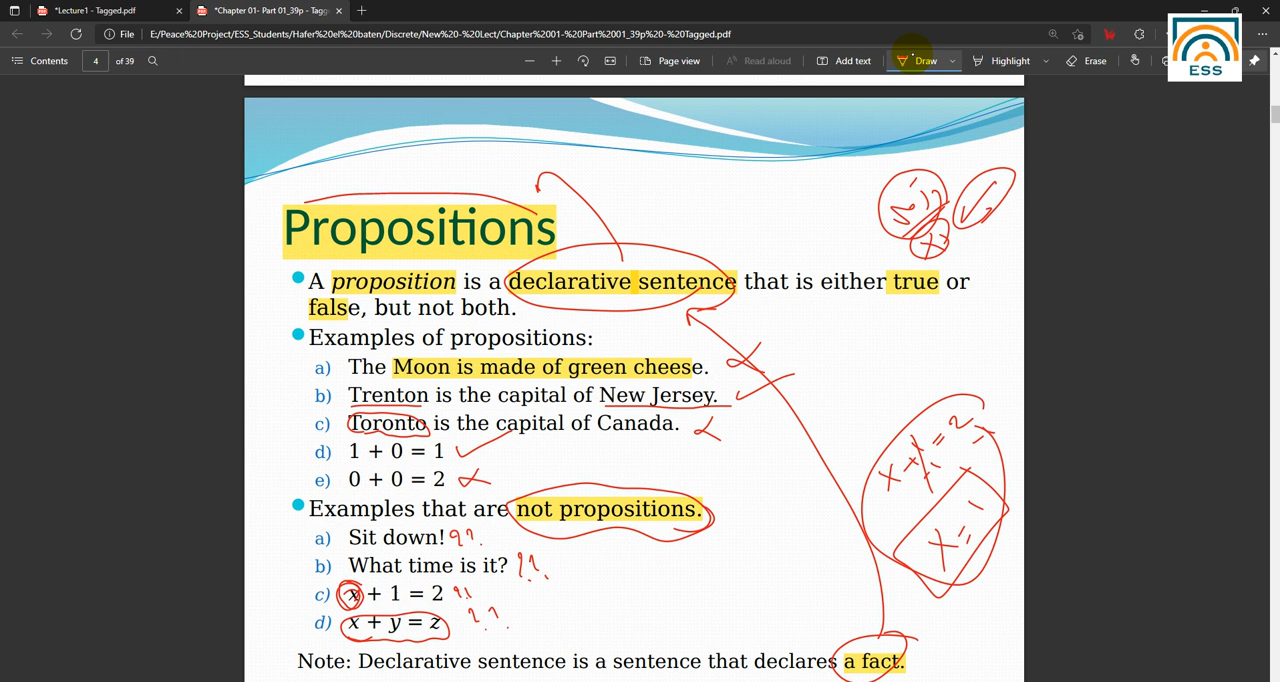 *Lecture1 - Tagged.pdf
*Chapter 01- Part 01_39p - Tagg
File
E:/Peace%20Project/ESS_Students/Hafer%20el%20baten/Discrete/New%20-%20Lect/Chapter%2001-%20Part%2001_39p%20-%20Tagged.pdf
Contents
4
of 39
Page view
Read aloud
Add text
Draw
Highlight
Erase
ESS
Propositions
A proposition is a declarative sentence that is either true or
false, but not both.
Examples of propositions:
a) The Moon is made of green cheese.
b) Trenton is the capital of New Jersey.
c) Toronto is the capital of Canada.
d) 1 + 0 = 1
e) 0 + 0 = 2
Examples that are not propositions.
a) Sit down! ??
b) What time is it? ??
c) x + 1 = 2 ??
d) x + y = z ??
x + 1 = 2
x = 1
Note: Declarative sentence is a sentence that declares a fact.